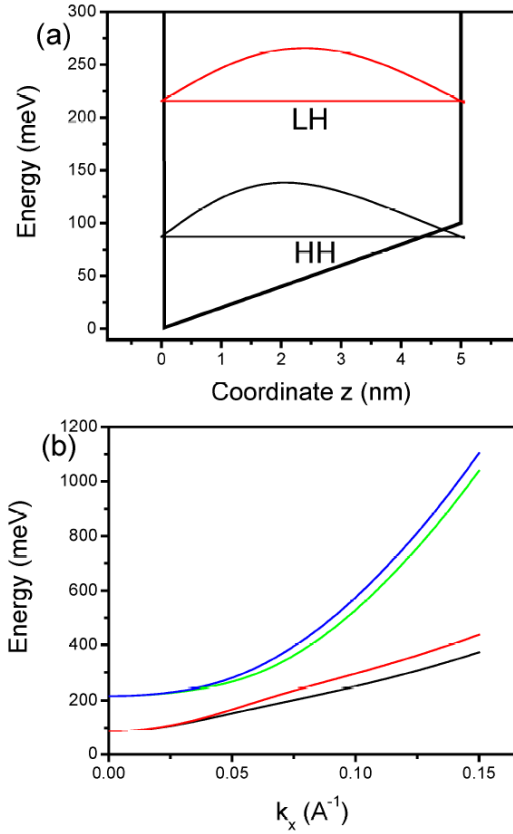 (a)
300
250
200
150
100
50
0
Energy (meV)
LH
HH
0 1 2 3 4 5
Coordinate z (nm)
(b)
1200
1000
800
600
400
200
0
Energy (meV)
0.00 0.05 0.10 0.15
kₓ (A⁻¹)